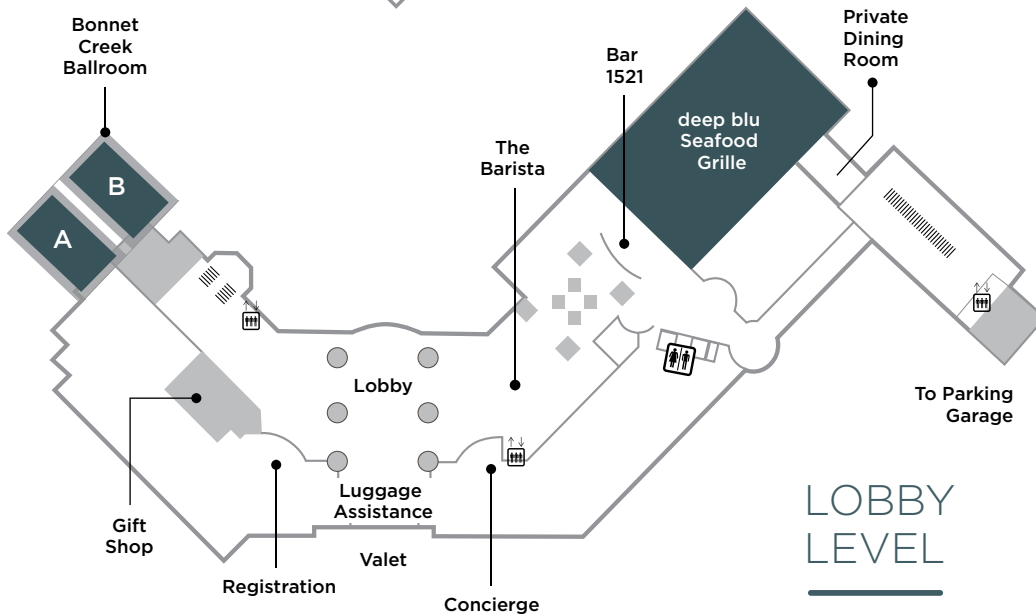 Bonnet
Creek
Ballroom
Bar
1521
Private
Dining
Room
deep blu
Seafood
Grille
The
Barista
B
A
Lobby
To Parking
Garage
Luggage
Assistance
Gift
Shop
Valet
Registration
Concierge
LOBBY
LEVEL